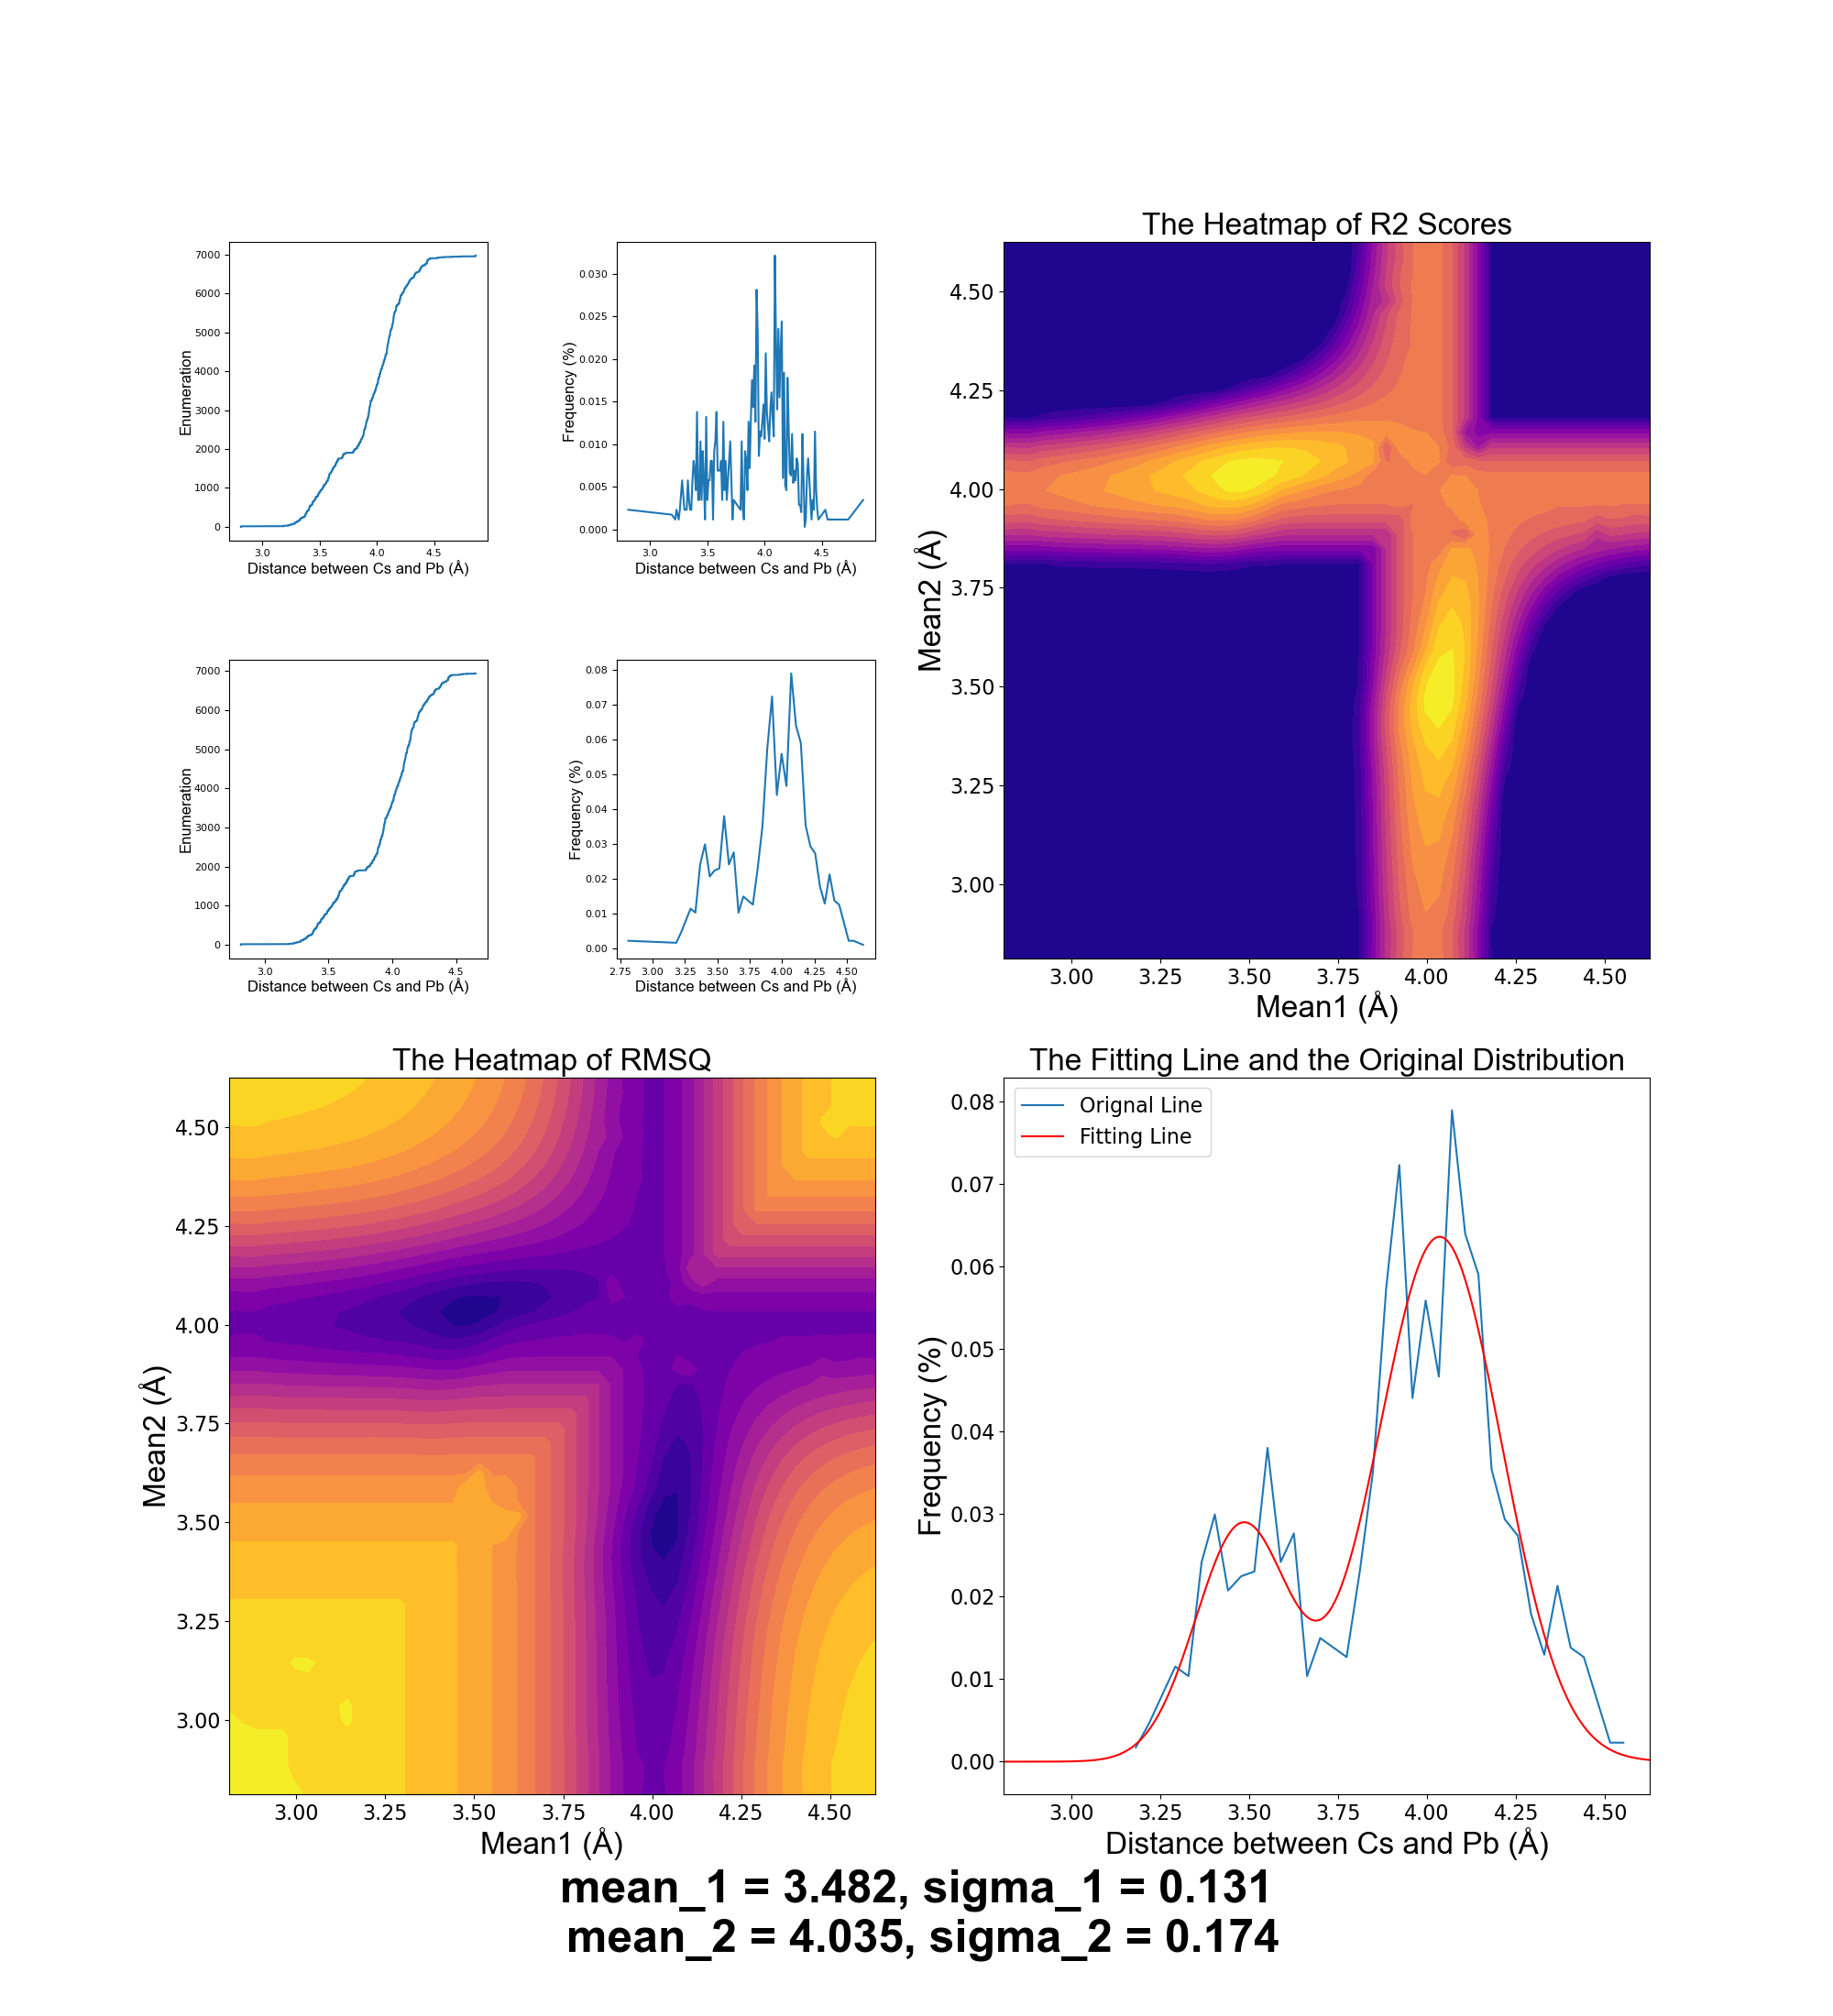 Enumeration
7000
6000
5000
4000
3000
2000
1000
0
3.0 3.5 4.0 4.5
Distance between Cs and Pb (Å)
Frequency (%)
0.030
0.025
0.020
0.015
0.010
0.005
0.000
3.0 3.5 4.0 4.5
Distance between Cs and Pb (Å)
The Heatmap of R2 Scores
Mean2 (Å)
4.50
4.25
4.00
3.75
3.50
3.25
3.00
3.00 3.25 3.50 3.75 4.00 4.25 4.50
Mean1 (Å)
Enumeration
7000
6000
5000
4000
3000
2000
1000
0
3.0 3.5 4.0 4.5
Distance between Cs and Pb (Å)
Frequency (%)
0.08
0.07
0.06
0.05
0.04
0.03
0.02
0.01
0.00
2.75 3.00 3.25 3.50 3.75 4.00 4.25 4.50
Distance between Cs and Pb (Å)
The Heatmap of RMSQ
Mean2 (Å)
4.50
4.25
4.00
3.75
3.50
3.25
3.00
3.00 3.25 3.50 3.75 4.00 4.25 4.50
Mean1 (Å)
The Fitting Line and the Original Distribution
Orignal Line
Fitting Line
Frequency (%)
0.08
0.07
0.06
0.05
0.04
0.03
0.02
0.01
0.00
3.00 3.25 3.50 3.75 4.00 4.25 4.50
Distance between Cs and Pb (Å)
mean_1 = 3.482, sigma_1 = 0.131
mean_2 = 4.035, sigma_2 = 0.174